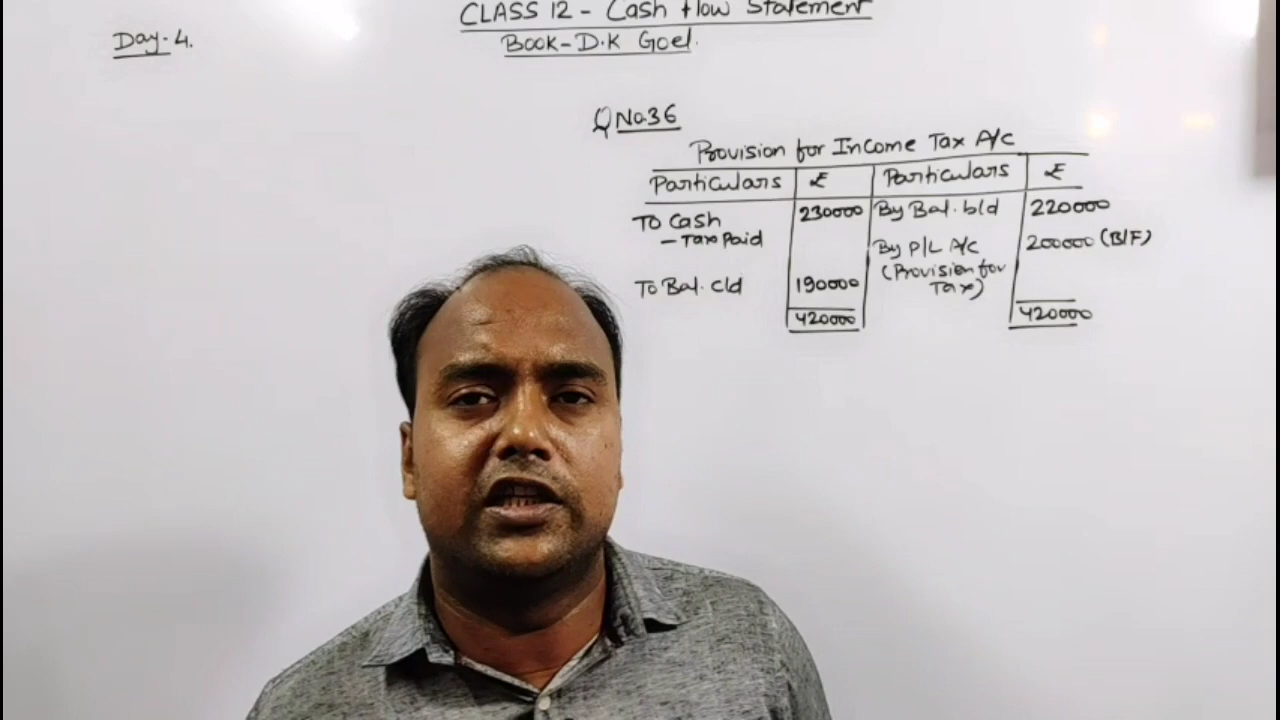 CLASS 12 - Cash flow Statement
Day-4.
Book-D.K Goel.
Q No.36
Provision for Income Tax A/c
Particulars ₹ Particulars ₹
To Cash 230000 By Bal. b/d 220000
- Tax Paid
By P/L A/c 200000 (B/F)
(Provision for
Tax)
To Bal. c/d 190000
420000 420000